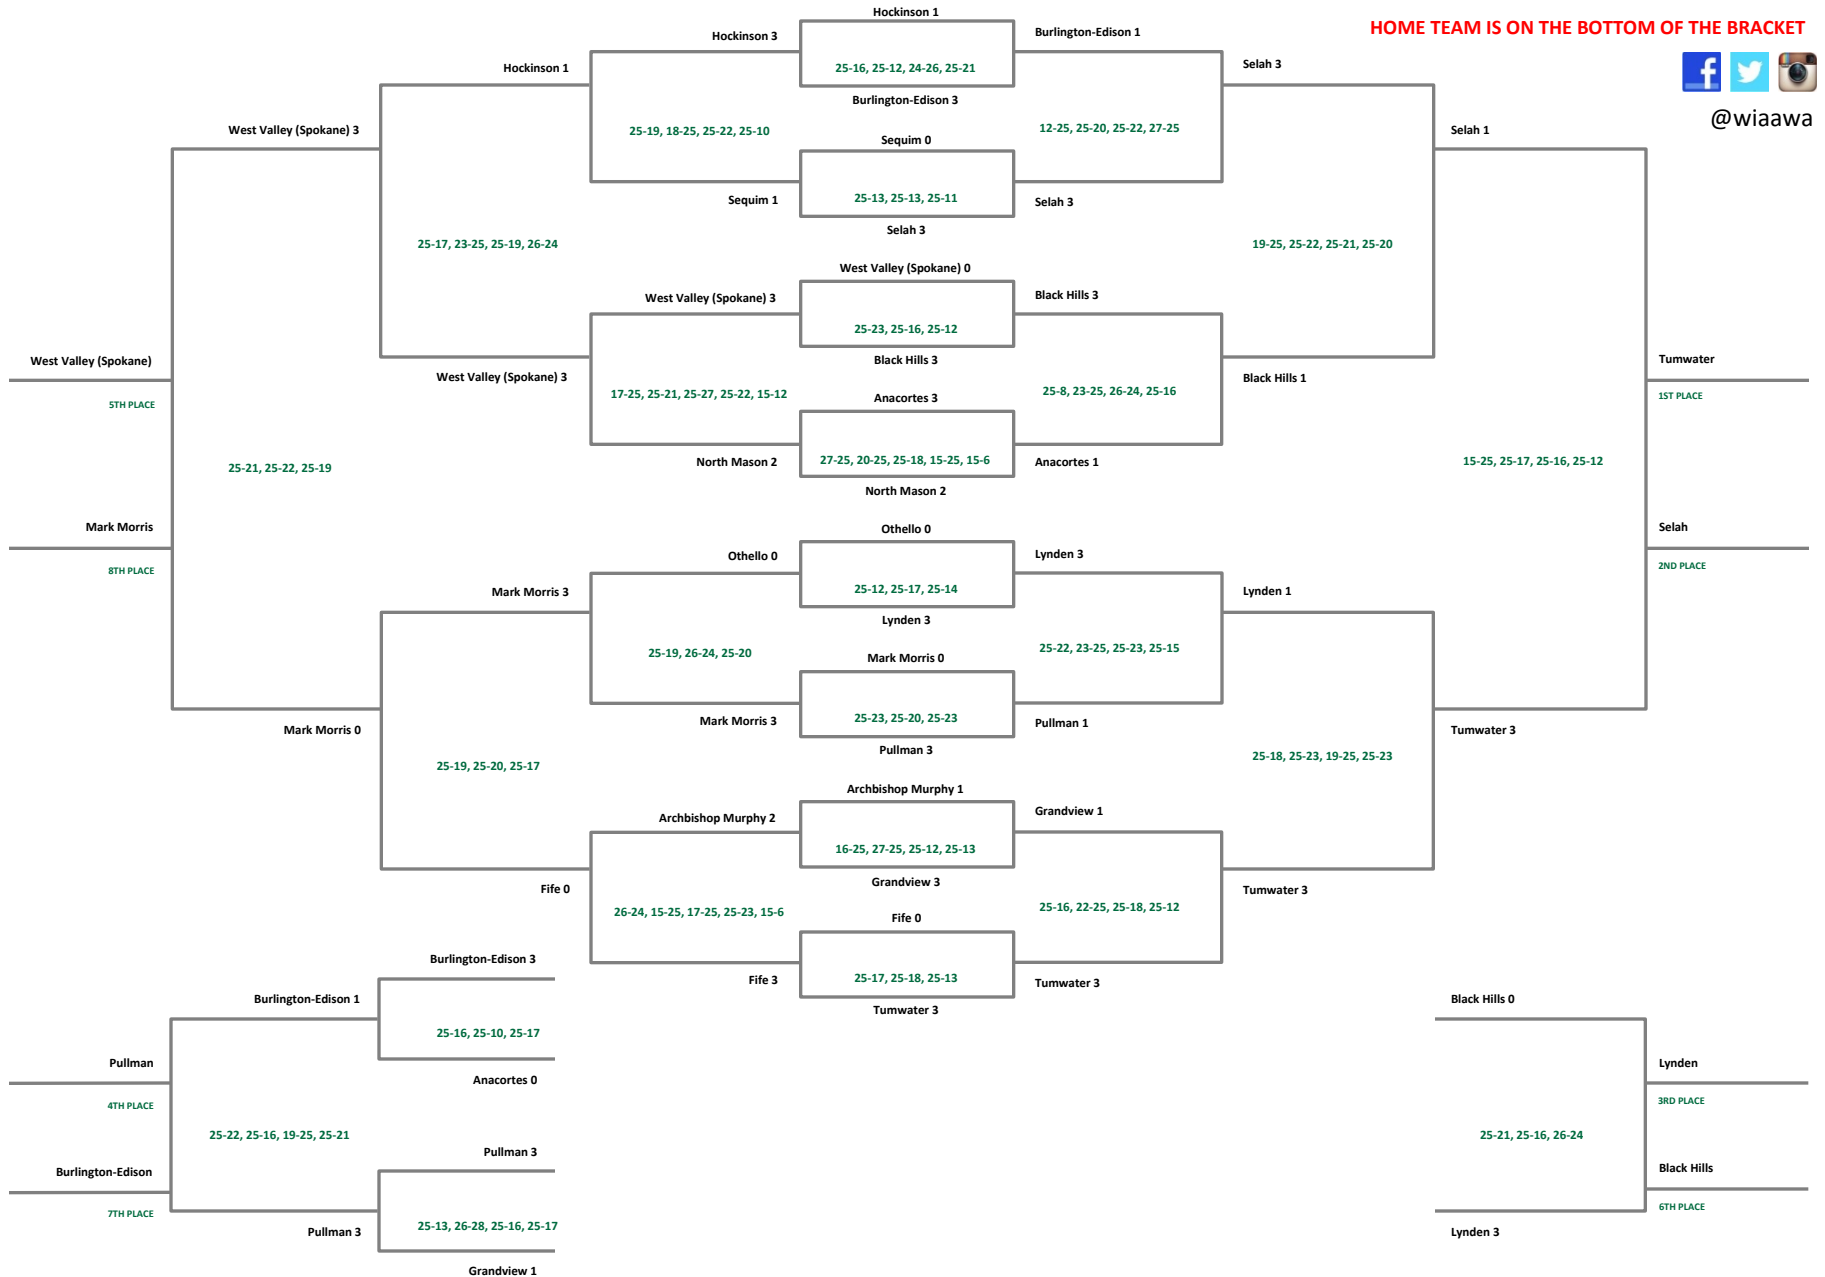 Hockinson 1
HOME TEAM IS ON THE BOTTOM OF THE BRACKET
Hockinson 3
Burlington-Edison 1
Hockinson 1
25-16, 25-12, 24-26, 25-21
Selah 3
Burlington-Edison 3
@wiaawa
West Valley (Spokane) 3
25-19, 18-25, 25-22, 25-10
12-25, 25-20, 25-22, 27-25
Selah 1
Sequim 0
Sequim 1
25-13, 25-13, 25-11
Selah 3
Selah 3
25-17, 23-25, 25-19, 26-24
19-25, 25-22, 25-21, 25-20
West Valley (Spokane) 0
West Valley (Spokane) 3
Black Hills 3
25-23, 25-16, 25-12
West Valley (Spokane)
Black Hills 3
Tumwater
West Valley (Spokane) 3
Black Hills 1
5TH PLACE
17-25, 25-21, 25-27, 25-22, 15-12
Anacortes 3
25-8, 23-25, 26-24, 25-16
1ST PLACE
25-21, 25-22, 25-19
North Mason 2
27-25, 20-25, 25-18, 15-25, 15-6
Anacortes 1
15-25, 25-17, 25-16, 25-12
North Mason 2
Mark Morris
Othello 0
Selah
Othello 0
Lynden 3
8TH PLACE
2ND PLACE
Mark Morris 3
25-12, 25-17, 25-14
Lynden 1
Lynden 3
25-19, 26-24, 25-20
Mark Morris 0
25-22, 23-25, 25-23, 25-15
Mark Morris 0
Mark Morris 3
25-23, 25-20, 25-23
Pullman 1
Tumwater 3
Pullman 3
25-19, 25-20, 25-17
25-18, 25-23, 19-25, 25-23
Archbishop Murphy 1
Archbishop Murphy 2
Grandview 1
16-25, 27-25, 25-12, 25-13
Fife 0
Grandview 3
Tumwater 3
26-24, 15-25, 17-25, 25-23, 15-6
Fife 0
25-16, 22-25, 25-18, 25-12
Burlington-Edison 3
Fife 3
25-17, 25-18, 25-13
Tumwater 3
Burlington-Edison 1
Tumwater 3
Black Hills 0
25-16, 25-10, 25-17
Pullman
Lynden
Anacortes 0
4TH PLACE
3RD PLACE
25-22, 25-16, 19-25, 25-21
25-21, 25-16, 26-24
Pullman 3
Burlington-Edison
Black Hills
7TH PLACE
6TH PLACE
Pullman 3
25-13, 26-28, 25-16, 25-17
Lynden 3
Grandview 1